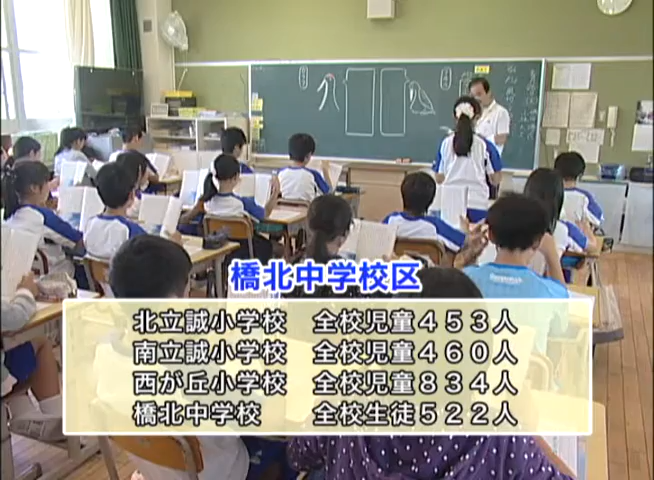 橋北中学校区
北立誠小学校　全校児童４５３人
南立誠小学校　全校児童４６０人
西が丘小学校　全校児童８３４人
橋北中学校　　全校生徒５２２人